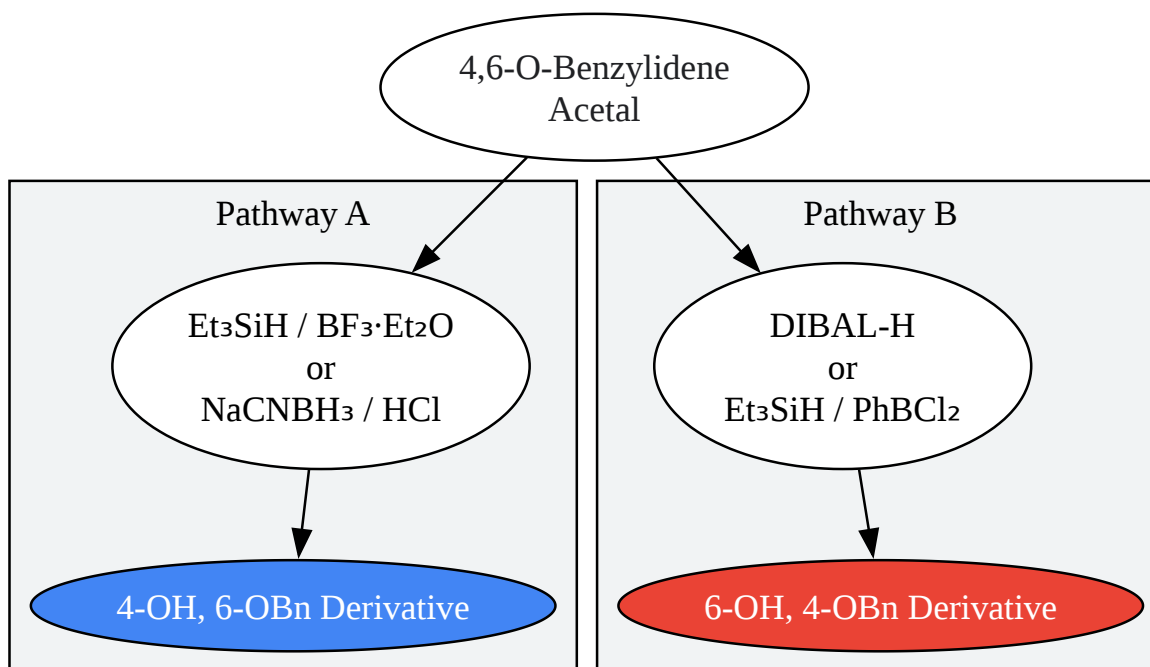 4,6-O-Benzylidene
Acetal
Pathway A
Et₃SiH / BF₃·Et₂O
or
NaCNBH₃ / HCl
4-OH, 6-OBn Derivative
Pathway B
DIBAL-H
or
Et₃SiH / PhBCl₂
6-OH, 4-OBn Derivative